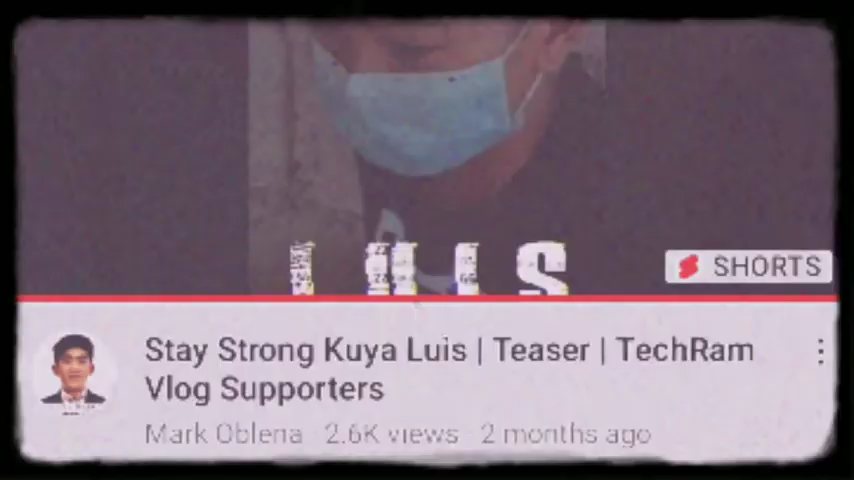 LUIS
SHORTS
Stay Strong Kuya Luis | Teaser | TechRam
Vlog Supporters
Mark Oblena 2.6K views 2 months ago